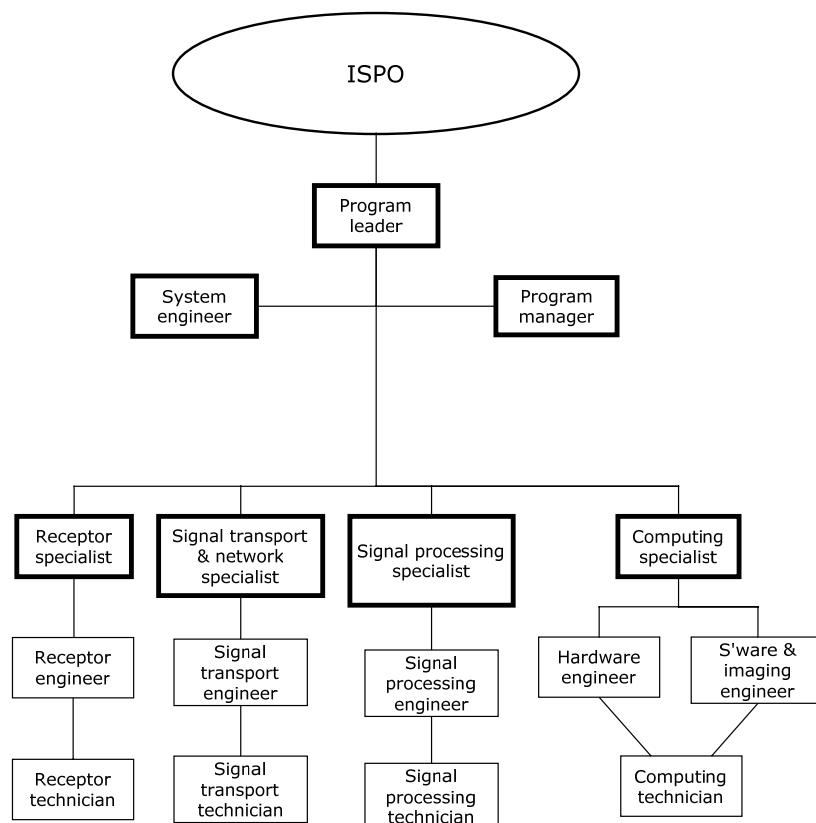 ISPO
Program
leader
System
engineer
Program
manager
Receptor
specialist
Signal transport
& network
specialist
Signal processing
specialist
Computing
specialist
Receptor
engineer
Signal
transport
engineer
Signal
processing
engineer
Hardware
engineer
S'ware &
imaging
engineer
Receptor
technician
Signal
transport
technician
Signal
processing
technician
Computing
technician